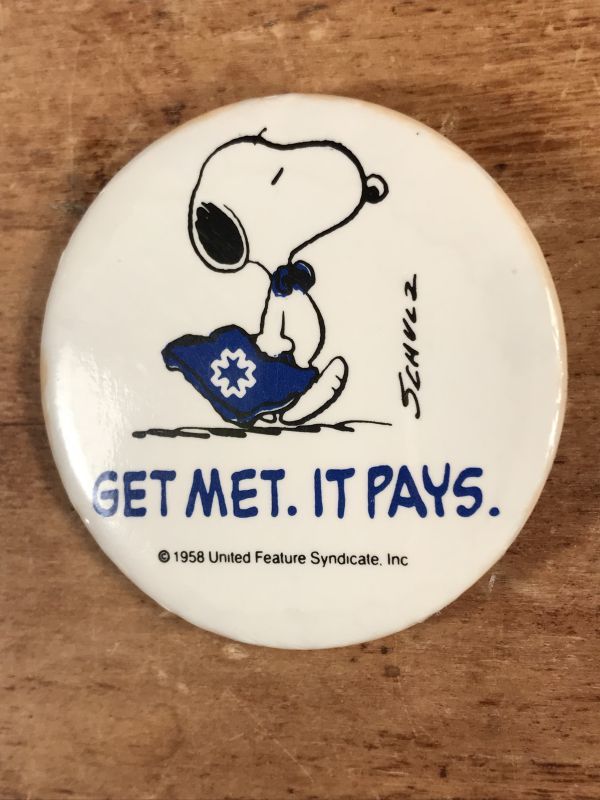 SCHULZ
GET MET. IT PAYS.
© 1958 United Feature Syndicate, Inc